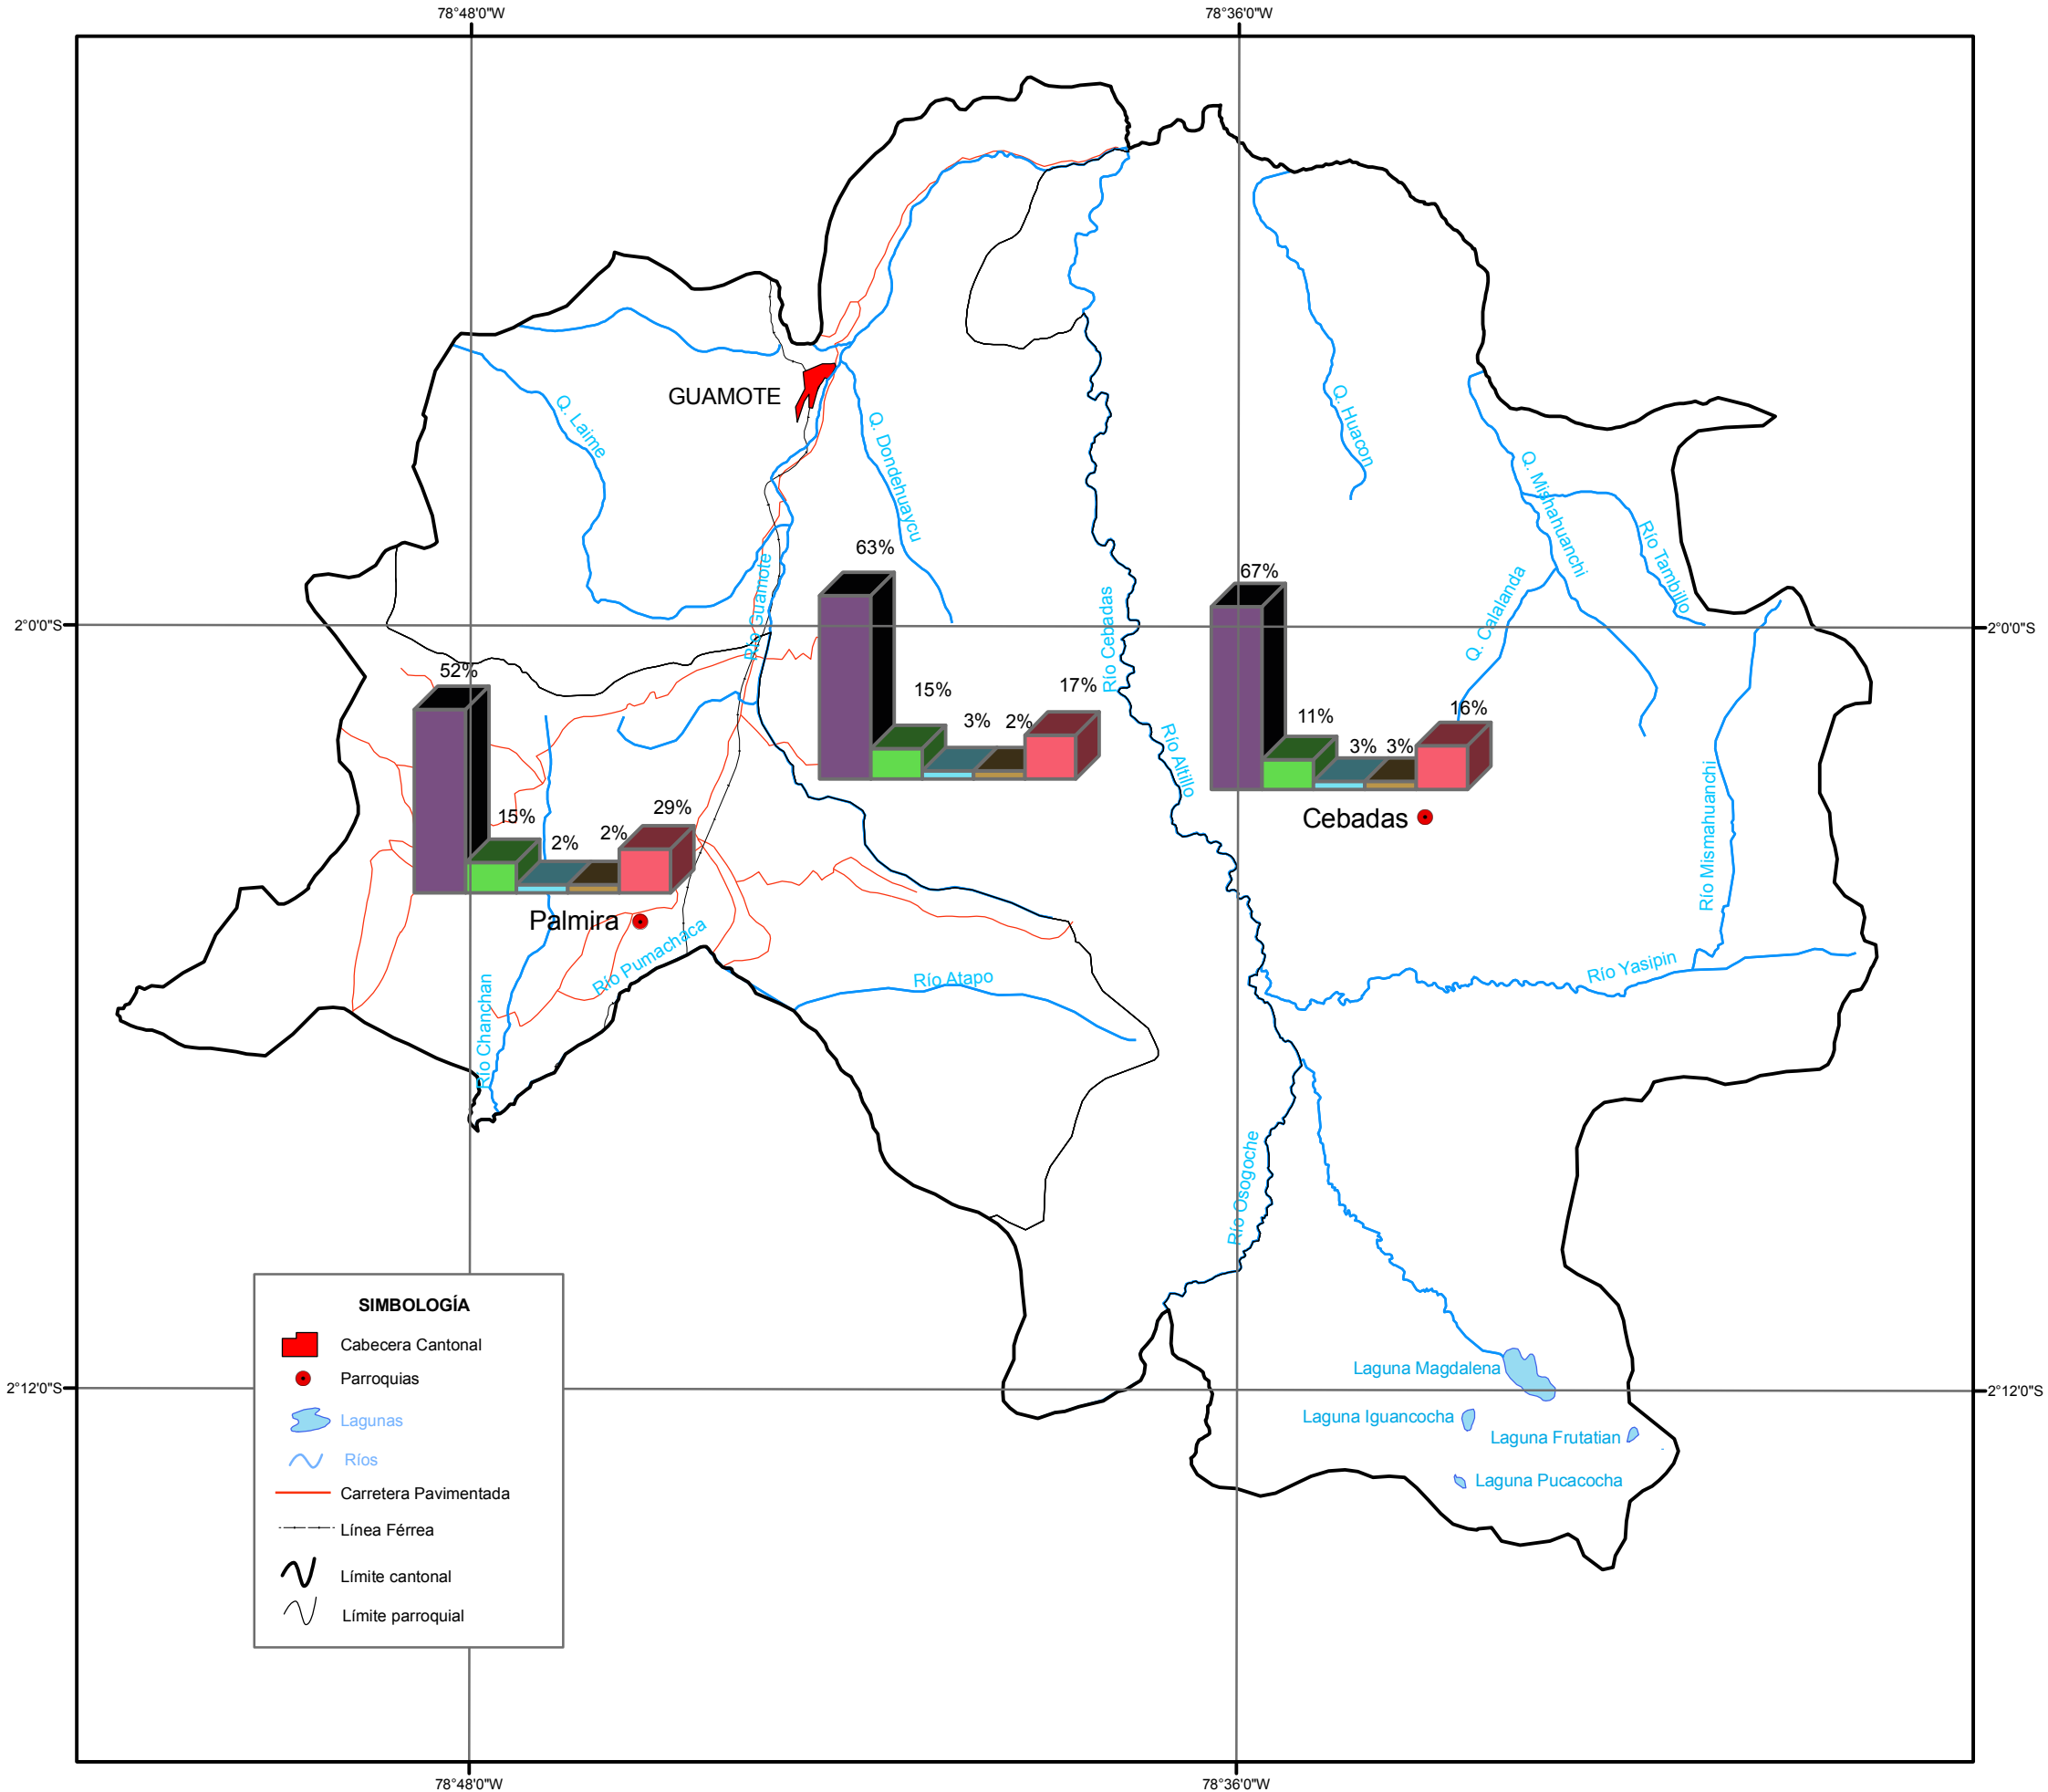 78°48'0"W
78°36'0"W
GUAMOTE
Q. Laime
Q. Dondehuaycu
Q. Huacon
Q. Mishahuanchi
Río Tambillo
Q. Calalanda
Río Guamote
Río Cebadas
63%
67%
2°0'0"S
2°0'0"S
52%
15%
3%
2%
17%
11%
3%
3%
16%
Río Altillo
Río Mismahuanchi
15%
2%
2%
29%
Cebadas
Palmira
Río Pumachaca
Río Chanchan
Río Atapo
Río Yasipin
Río Osogoche
SIMBOLOGÍA
Cabecera Cantonal
Parroquias
Lagunas
Ríos
Carretera Pavimentada
Línea Férrea
Límite cantonal
Límite parroquial
Laguna Magdalena
2°12'0"S
2°12'0"S
Laguna Iguancocha
Laguna Frutatian
Laguna Pucacocha
78°48'0"W
78°36'0"W